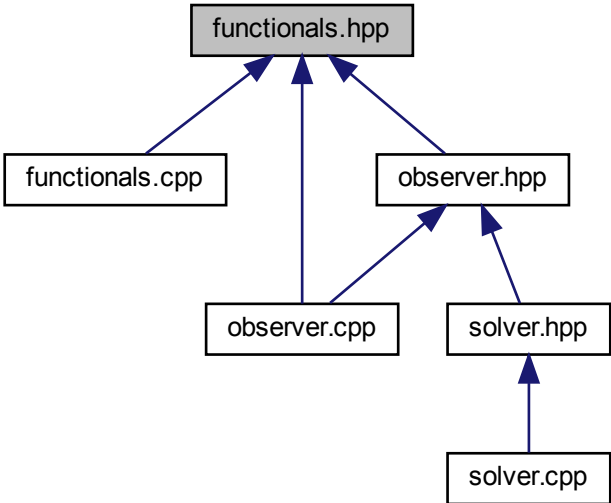 functionals.hpp
functionals.cpp
observer.hpp
observer.cpp
solver.hpp
solver.cpp